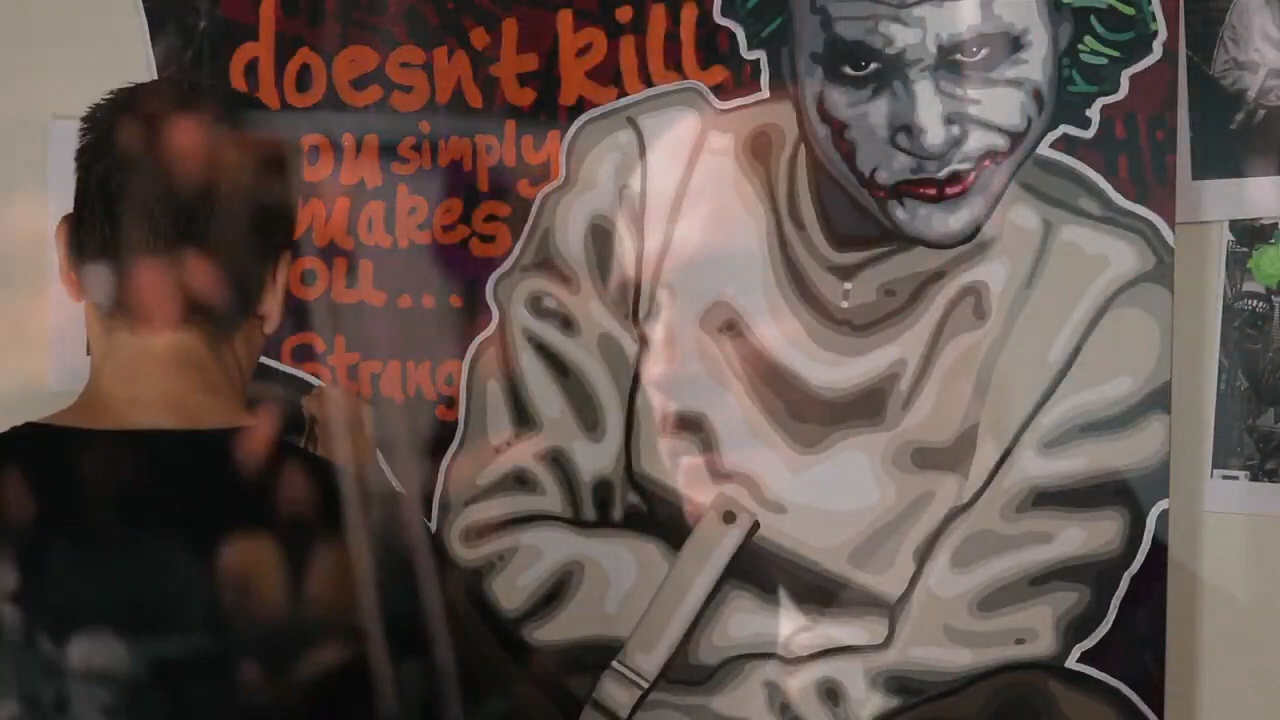 doesn't kill
ou simply
makes
ou...
Strang